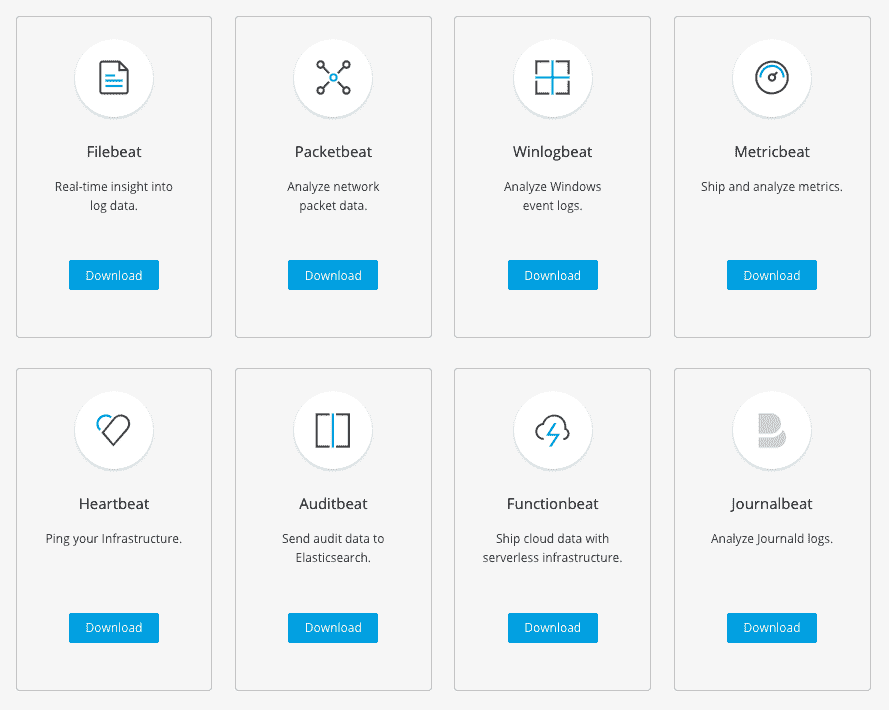 Filebeat
Real-time insight into
log data.
Download
Packetbeat
Analyze network
packet data.
Download
Winlogbeat
Analyze Windows
event logs.
Download
Metricbeat
Ship and analyze metrics.
Download
Heartbeat
Ping your Infrastructure.
Download
Auditbeat
Send audit data to
Elasticsearch.
Download
Functionbeat
Ship cloud data with
serverless infrastructure.
Download
Journalbeat
Analyze Journald logs.
Download